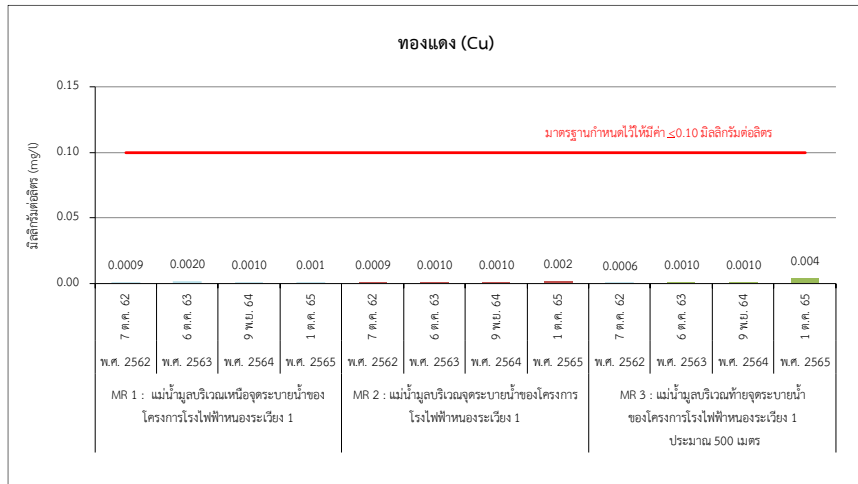 ทองแดง (Cu)
มิลลิกรัมต่อลิตร (mg/l)
0.15
0.10
0.05
0.00
มาตรฐานกำหนดไว้ให้มีค่า ≤0.10 มิลลิกรัมต่อลิตร
0.0009 0.0020 0.0010 0.001 0.0009 0.0010 0.0010 0.002 0.0006 0.0010 0.0010 0.004
7 ต.ค. 62 6 ต.ค. 63 9 พ.ย. 64 1 ต.ค. 65 7 ต.ค. 62 6 ต.ค. 63 9 พ.ย. 64 1 ต.ค. 65 7 ต.ค. 62 6 ต.ค. 63 9 พ.ย. 64 1 ต.ค. 65
พ.ศ. 2562 พ.ศ. 2563 พ.ศ. 2564 พ.ศ. 2565 พ.ศ. 2562 พ.ศ. 2563 พ.ศ. 2564 พ.ศ. 2565 พ.ศ. 2562 พ.ศ. 2563 พ.ศ. 2564 พ.ศ. 2565
MR 1 : แม่น้ำมูลบริเวณเหนือจุดระบายน้ำของ
โครงการโรงไฟฟ้าหนองระเวียง 1
MR 2 : แม่น้ำมูลบริเวณจุดระบายน้ำของโครงการ
โรงไฟฟ้าหนองระเวียง 1
MR 3 : แม่น้ำมูลบริเวณท้ายจุดระบายน้ำ
ของโครงการโรงไฟฟ้าหนองระเวียง 1
ประมาณ 500 เมตร